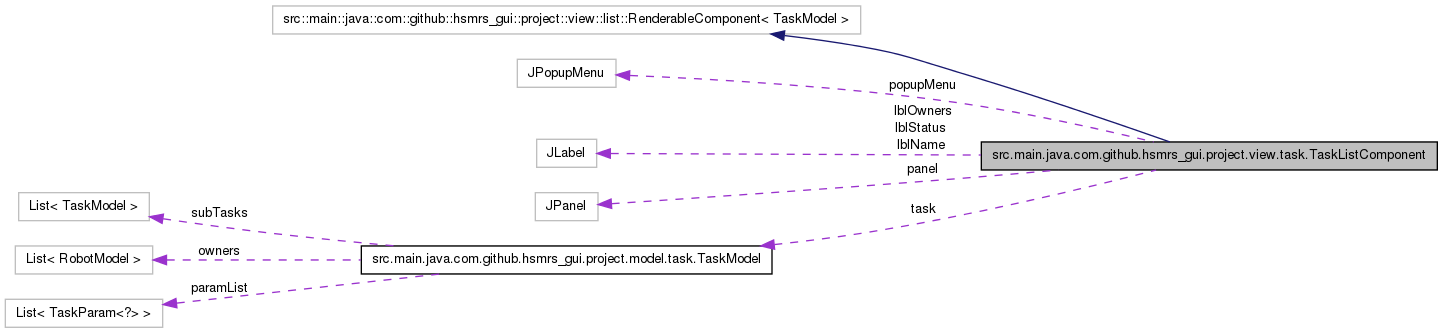 src::main::java::com::github::hsmrs_gui::project::view::list::RenderableComponent< TaskModel >
JPopupMenu
popupMenu
lblOwners
lblStatus
lblName
JLabel
src.main.java.com.github.hsmrs_gui.project.view.task.TaskListComponent
panel
JPanel
task
List< TaskModel >
subTasks
List< RobotModel >
owners
src.main.java.com.github.hsmrs_gui.project.model.task.TaskModel
paramList
List< TaskParam<?> >